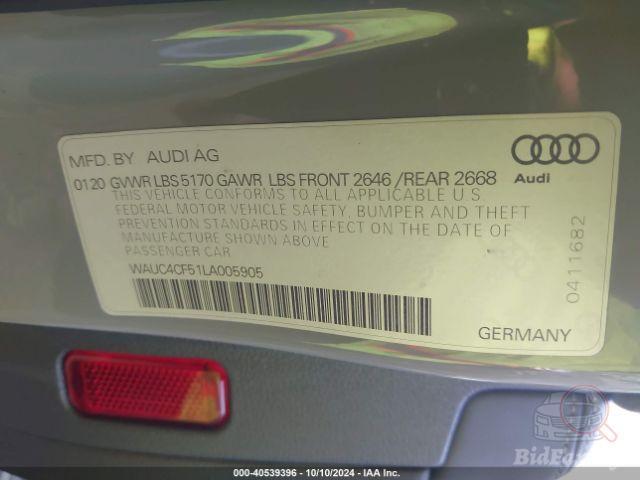 MFD. BY AUDI AG
0120 GVWR LBS 5170 GAWR LBS FRONT 2646 /REAR 2668
Audi
THIS VEHICLE CONFORMS TO ALL APPLICABLE U.S.
FEDERAL MOTOR VEHICLE SAFETY, BUMPER AND THEFT
PREVENTION STANDARDS IN EFFECT ON THE DATE OF
MANUFACTURE SHOWN ABOVE
PASSENGER CAR
WAUC4CF51LA005905
0411682
GERMANY
000-40539396 - 10/10/2024 - IAA Inc.